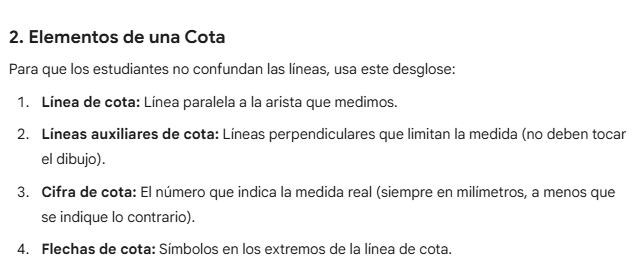 2. Elementos de una Cota
Para que los estudiantes no confundan las líneas, usa este desglose:
1. Línea de cota: Línea paralela a la arista que medimos.
2. Líneas auxiliares de cota: Líneas perpendiculares que limitan la medida (no deben tocar
el dibujo).
3. Cifra de cota: El número que indica la medida real (siempre en milímetros, a menos que
se indique lo contrario).
4. Flechas de cota: Símbolos en los extremos de la línea de cota.